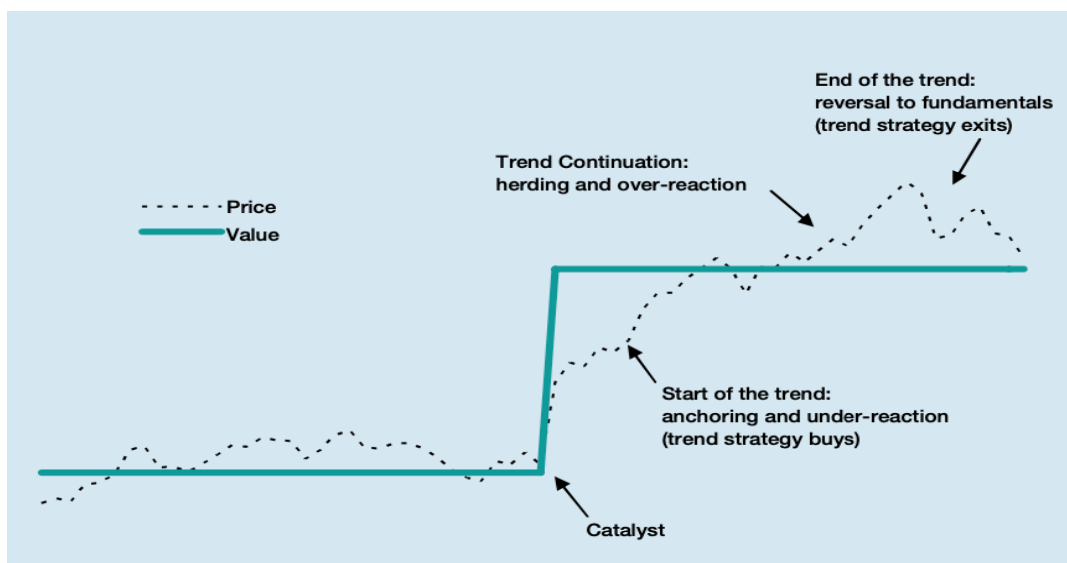 End of the trend:
reversal to fundamentals
(trend strategy exits)
Trend Continuation:
herding and over-reaction
Price
Value
Start of the trend:
anchoring and under-reaction
(trend strategy buys)
Catalyst